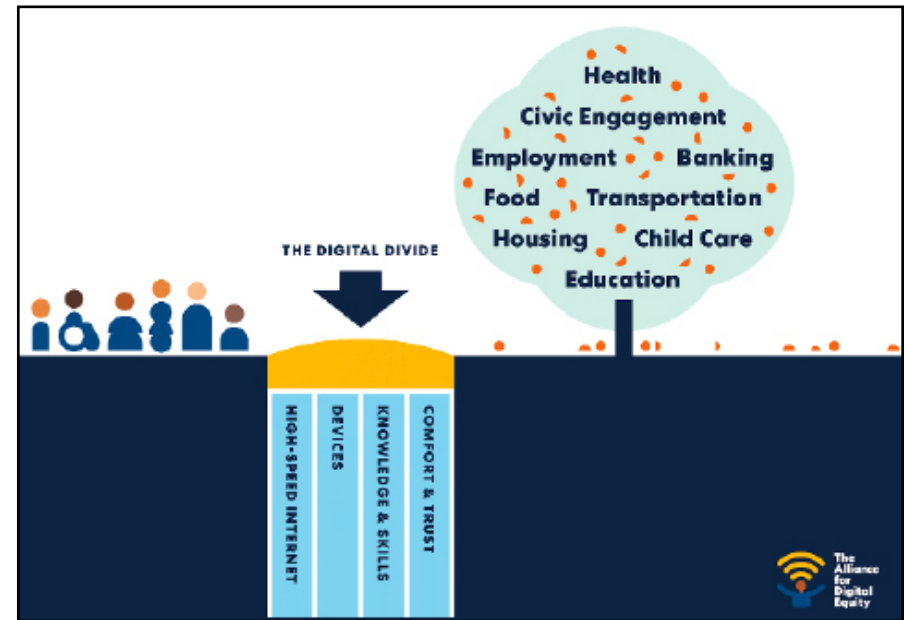 Health
Civic Engagement
Employment
Banking
Food
Transportation
Housing
Child Care
Education
THE DIGITAL DIVIDE
HIGH-SPEED INTERNET
DEVICES
KNOWLEDGE & SKILLS
COMFORT & TRUST
The
Alliance
for
Digital
Equity